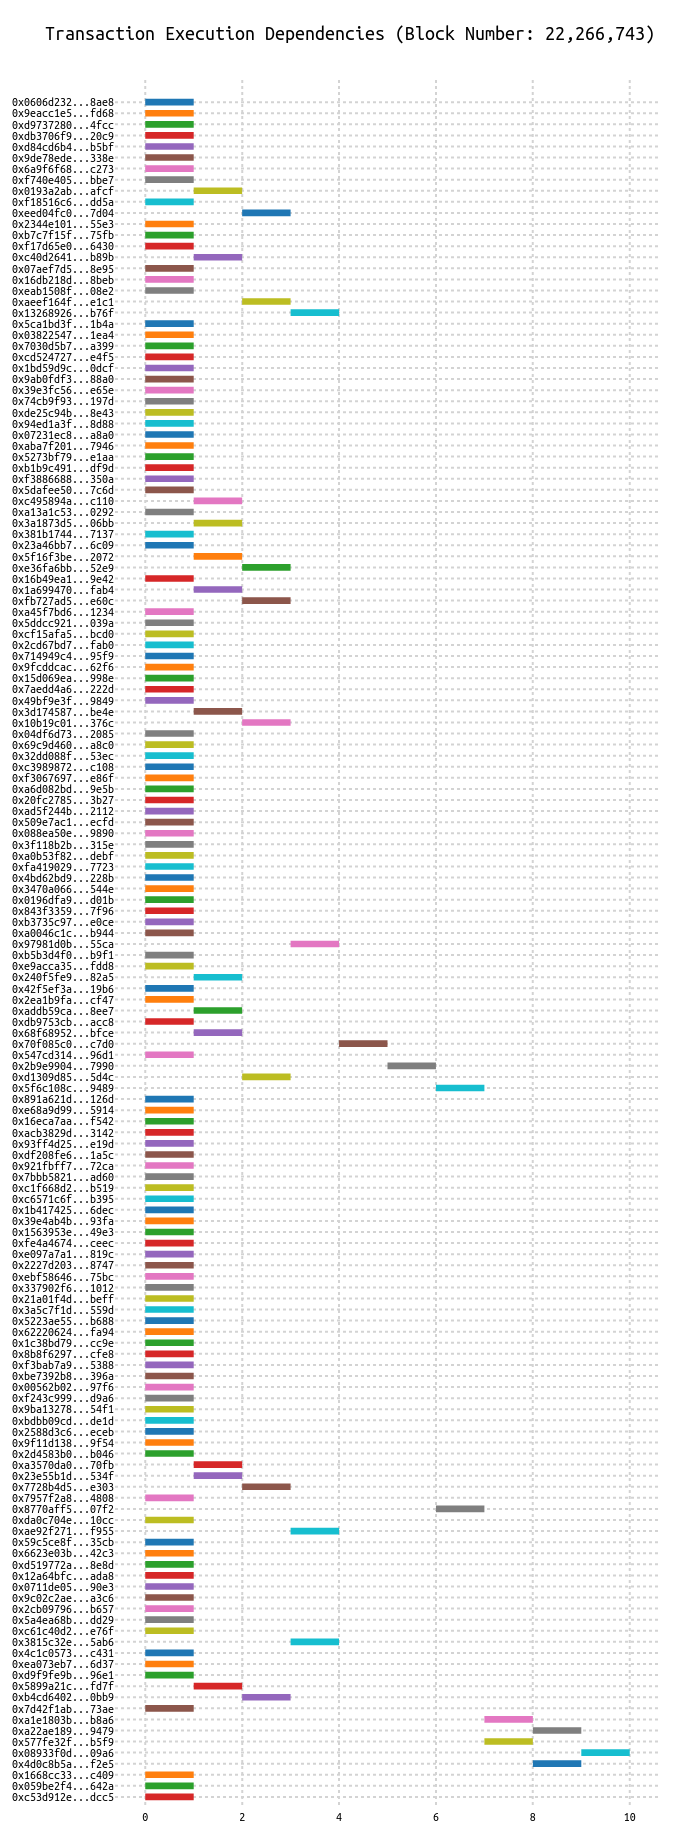 Transaction Execution Dependencies (Block Number: 22,266,743)
0x0606d232...8ae8
0x9eacc1e5...fd68
0xd9737280...4fcc
0xdb3706f9...20c9
0xd84cd6b4...b5bf
0x9de78ede...338e
0x6a9f6f68...c273
0xf740e405...bbe7
0x0193a2ab...afcf
0xf18516c6...dd5a
0xeed04fc0...7d04
0x2344e101...55e3
0xb7c7f15f...75fb
0xf17d65e0...6430
0xc40d2641...b89b
0x07aef7d5...8e95
0x16db218d...8beb
0xeab1508f...08e2
0xaeef164f...e1c1
0x13268926...b76f
0x5ca1bd3f...1b4a
0x03822547...1ea4
0x7030d5b7...a399
0xcd524727...e4f5
0x1bd59d9c...0dcf
0x9ab0fdf3...88a0
0x39e3fc56...e65e
0x74cb9f93...197d
0xde25c94b...8e43
0x94ed1a3f...8d88
0x07231ec8...a8a0
0xaba7f201...7946
0x5273bf79...e1aa
0xb1b9c491...df9d
0xf3886688...350a
0x5dafee50...7c6d
0xc495894a...c110
0xa13a1c53...0292
0x3a1873d5...06bb
0x381b1744...7137
0x23a46bb7...6c09
0x5f16f3be...2072
0xe36fa6bb...52e9
0x16b49ea1...9e42
0x1a699470...fab4
0xfb727ad5...e60c
0xa45f7bd6...1234
0x5ddcc921...039a
0xcf15afa5...bcd0
0x2cd67bd7...fab0
0x714949c4...95f9
0x9fcddcac...62f6
0x15d069ea...998e
0x7aedd4a6...222d
0x49bf9e3f...9849
0x3d174587...be4e
0x10b19c01...376c
0x04df6d73...2085
0x69c9d460...a8c0
0x32dd088f...53ec
0xc3989872...c108
0xf3067697...e86f
0xa6d082bd...9e5b
0x20fc2785...3b27
0xad5f244b...2112
0x509e7ac1...ecfd
0x088ea50e...9890
0x3f118b2b...315e
0xa0b53f82...debf
0xfa419029...7723
0x4bd62bd9...228b
0x3470a066...544e
0x0196dfa9...d01b
0x843f3359...7f96
0xb3735c97...e0ce
0xa0046c1c...b944
0x97981d0b...55ca
0xb5b3d4f0...b9f1
0xe9acca35...fdd8
0x240f5fe9...82a5
0x42f5ef3a...19b6
0x2ea1b9fa...cf47
0xaddb59ca...8ee7
0xdb9753cb...acc8
0x68f68952...bfce
0x70f085c0...c7d0
0x547cd314...96d1
0x2b9e9904...7990
0xd1309d85...5d4c
0x5f6c108c...9489
0x891a621d...126d
0xe68a9d99...5914
0x16eca7aa...f542
0xacb3829d...3142
0x93ff4d25...e19d
0xdf208fe6...1a5c
0x921fbff7...72ca
0x7bbb5821...ad60
0xc1f668d2...b519
0xc6571c6f...b395
0x1b417425...6dec
0x39e4ab4b...93fa
0x1563953e...49e3
0xfe4a4674...ceec
0xe097a7a1...819c
0x2227d203...8747
0xebf58646...75bc
0x337902f6...1012
0x21a01f4d...beff
0x3a5c7f1d...559d
0x5223ae55...b688
0x62220624...fa94
0x1c38bd79...cc9e
0x8b8f6297...cfe8
0xf3bab7a9...5388
0xbe7392b8...396a
0x00562b02...97f6
0xf243c999...d9a6
0x9ba13278...54f1
0xbdbb09cd...de1d
0x2588d3c6...eceb
0x9f11d138...9f54
0x2d4583b0...b046
0xa3570da0...70fb
0x23e55b1d...534f
0x7728b4d5...e303
0x7957f2a8...4808
0x8770aff5...07f2
0xda0c704e...10cc
0xae92f271...f955
0x59c5ce8f...35cb
0x6623e03b...42c3
0xd519772a...8e8d
0x12a64bfc...ada8
0x0711de05...90e3
0x9c02c2ae...a3c6
0x2cb09796...b657
0x5a4ea68b...dd29
0xc61c40d2...e76f
0x3815c32e...5ab6
0x4c1c0573...c431
0xea073eb7...6d37
0xd9f9fe9b...96e1
0x5899a21c...fd7f
0xb4cd6402...0bb9
0x7d42f1ab...73ae
0xa1e1803b...b8a6
0xa22ae189...9479
0x577fe32f...b5f9
0x08933f0d...09a6
0x4d0c8b5a...f2e5
0x1668cc33...c409
0x059be2f4...642a
0xc53d912e...dcc5
0 2 4 6 8 10